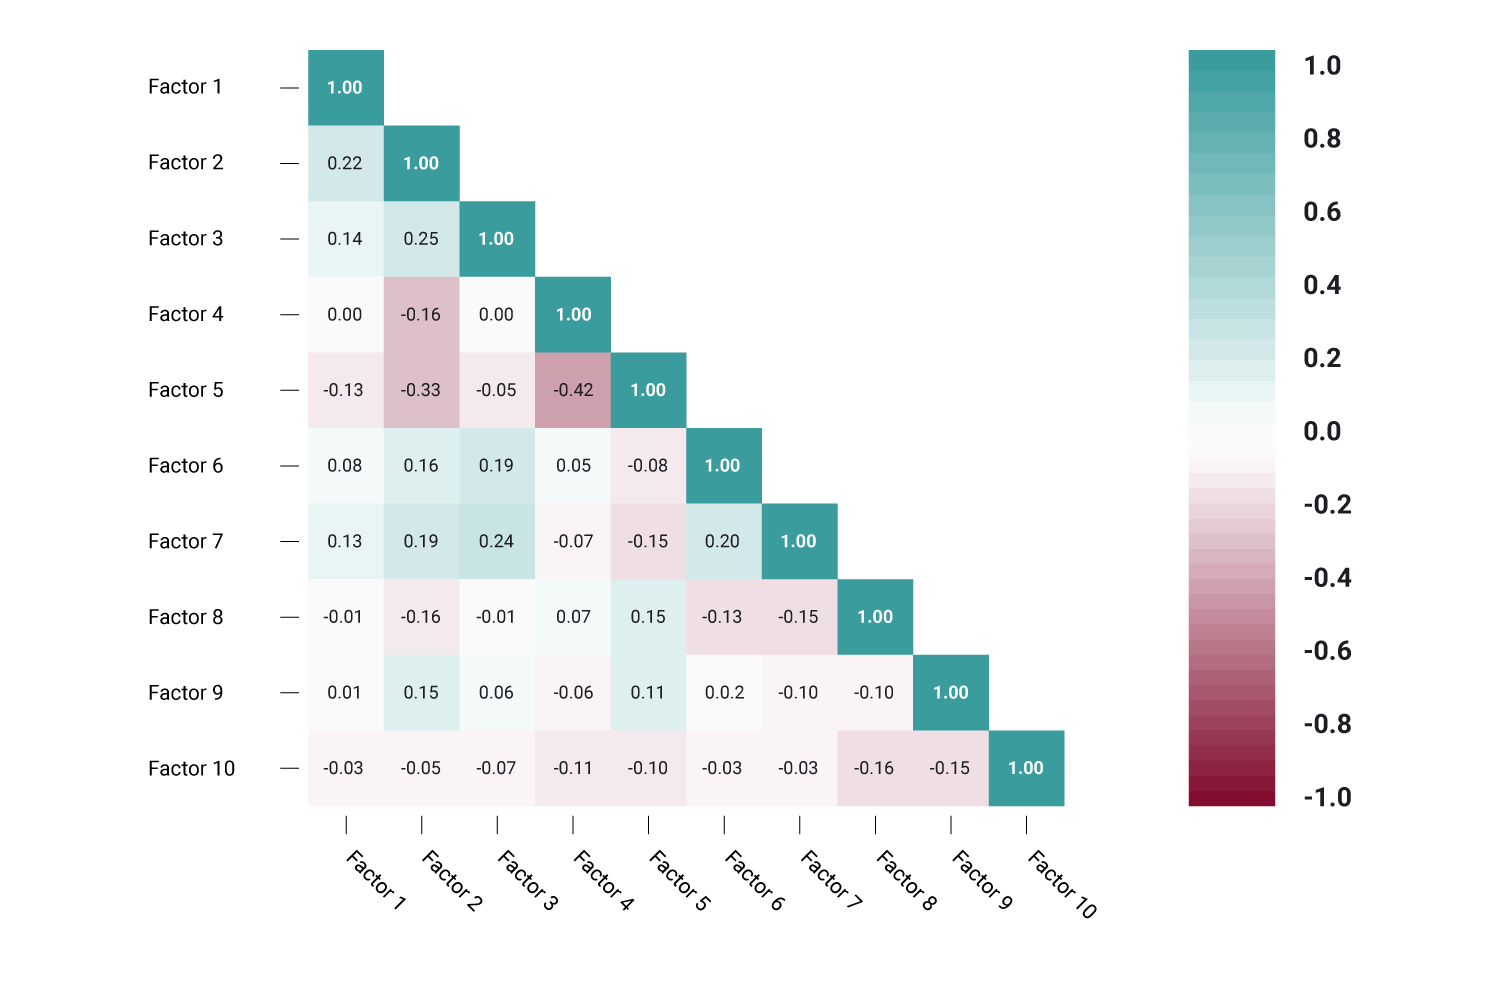 Factor 1 1.00
Factor 2 0.22 1.00
Factor 3 0.14 0.25 1.00
Factor 4 0.00 -0.16 0.00 1.00
Factor 5 -0.13 -0.33 -0.05 -0.42 1.00
Factor 6 0.08 0.16 0.19 0.05 -0.08 1.00
Factor 7 0.13 0.19 0.24 -0.07 -0.15 0.20 1.00
Factor 8 -0.01 -0.16 -0.01 0.07 0.15 -0.13 -0.15 1.00
Factor 9 0.01 0.15 0.06 -0.06 0.11 0.0.2 -0.10 -0.10 1.00
Factor 10 -0.03 -0.05 -0.07 -0.11 -0.10 -0.03 -0.03 -0.16 -0.15 1.00
Factor 1 Factor 2 Factor 3 Factor 4 Factor 5 Factor 6 Factor 7 Factor 8 Factor 9 Factor 10
1.0
0.8
0.6
0.4
0.2
0.0
-0.2
-0.4
-0.6
-0.8
-1.0